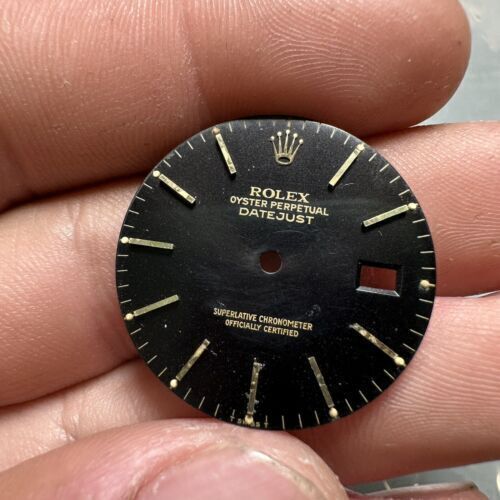 ROLEX
OYSTER PERPETUAL
DATEJUST
SUPERLATIVE CHRONOMETER
OFFICIALLY CERTIFIED